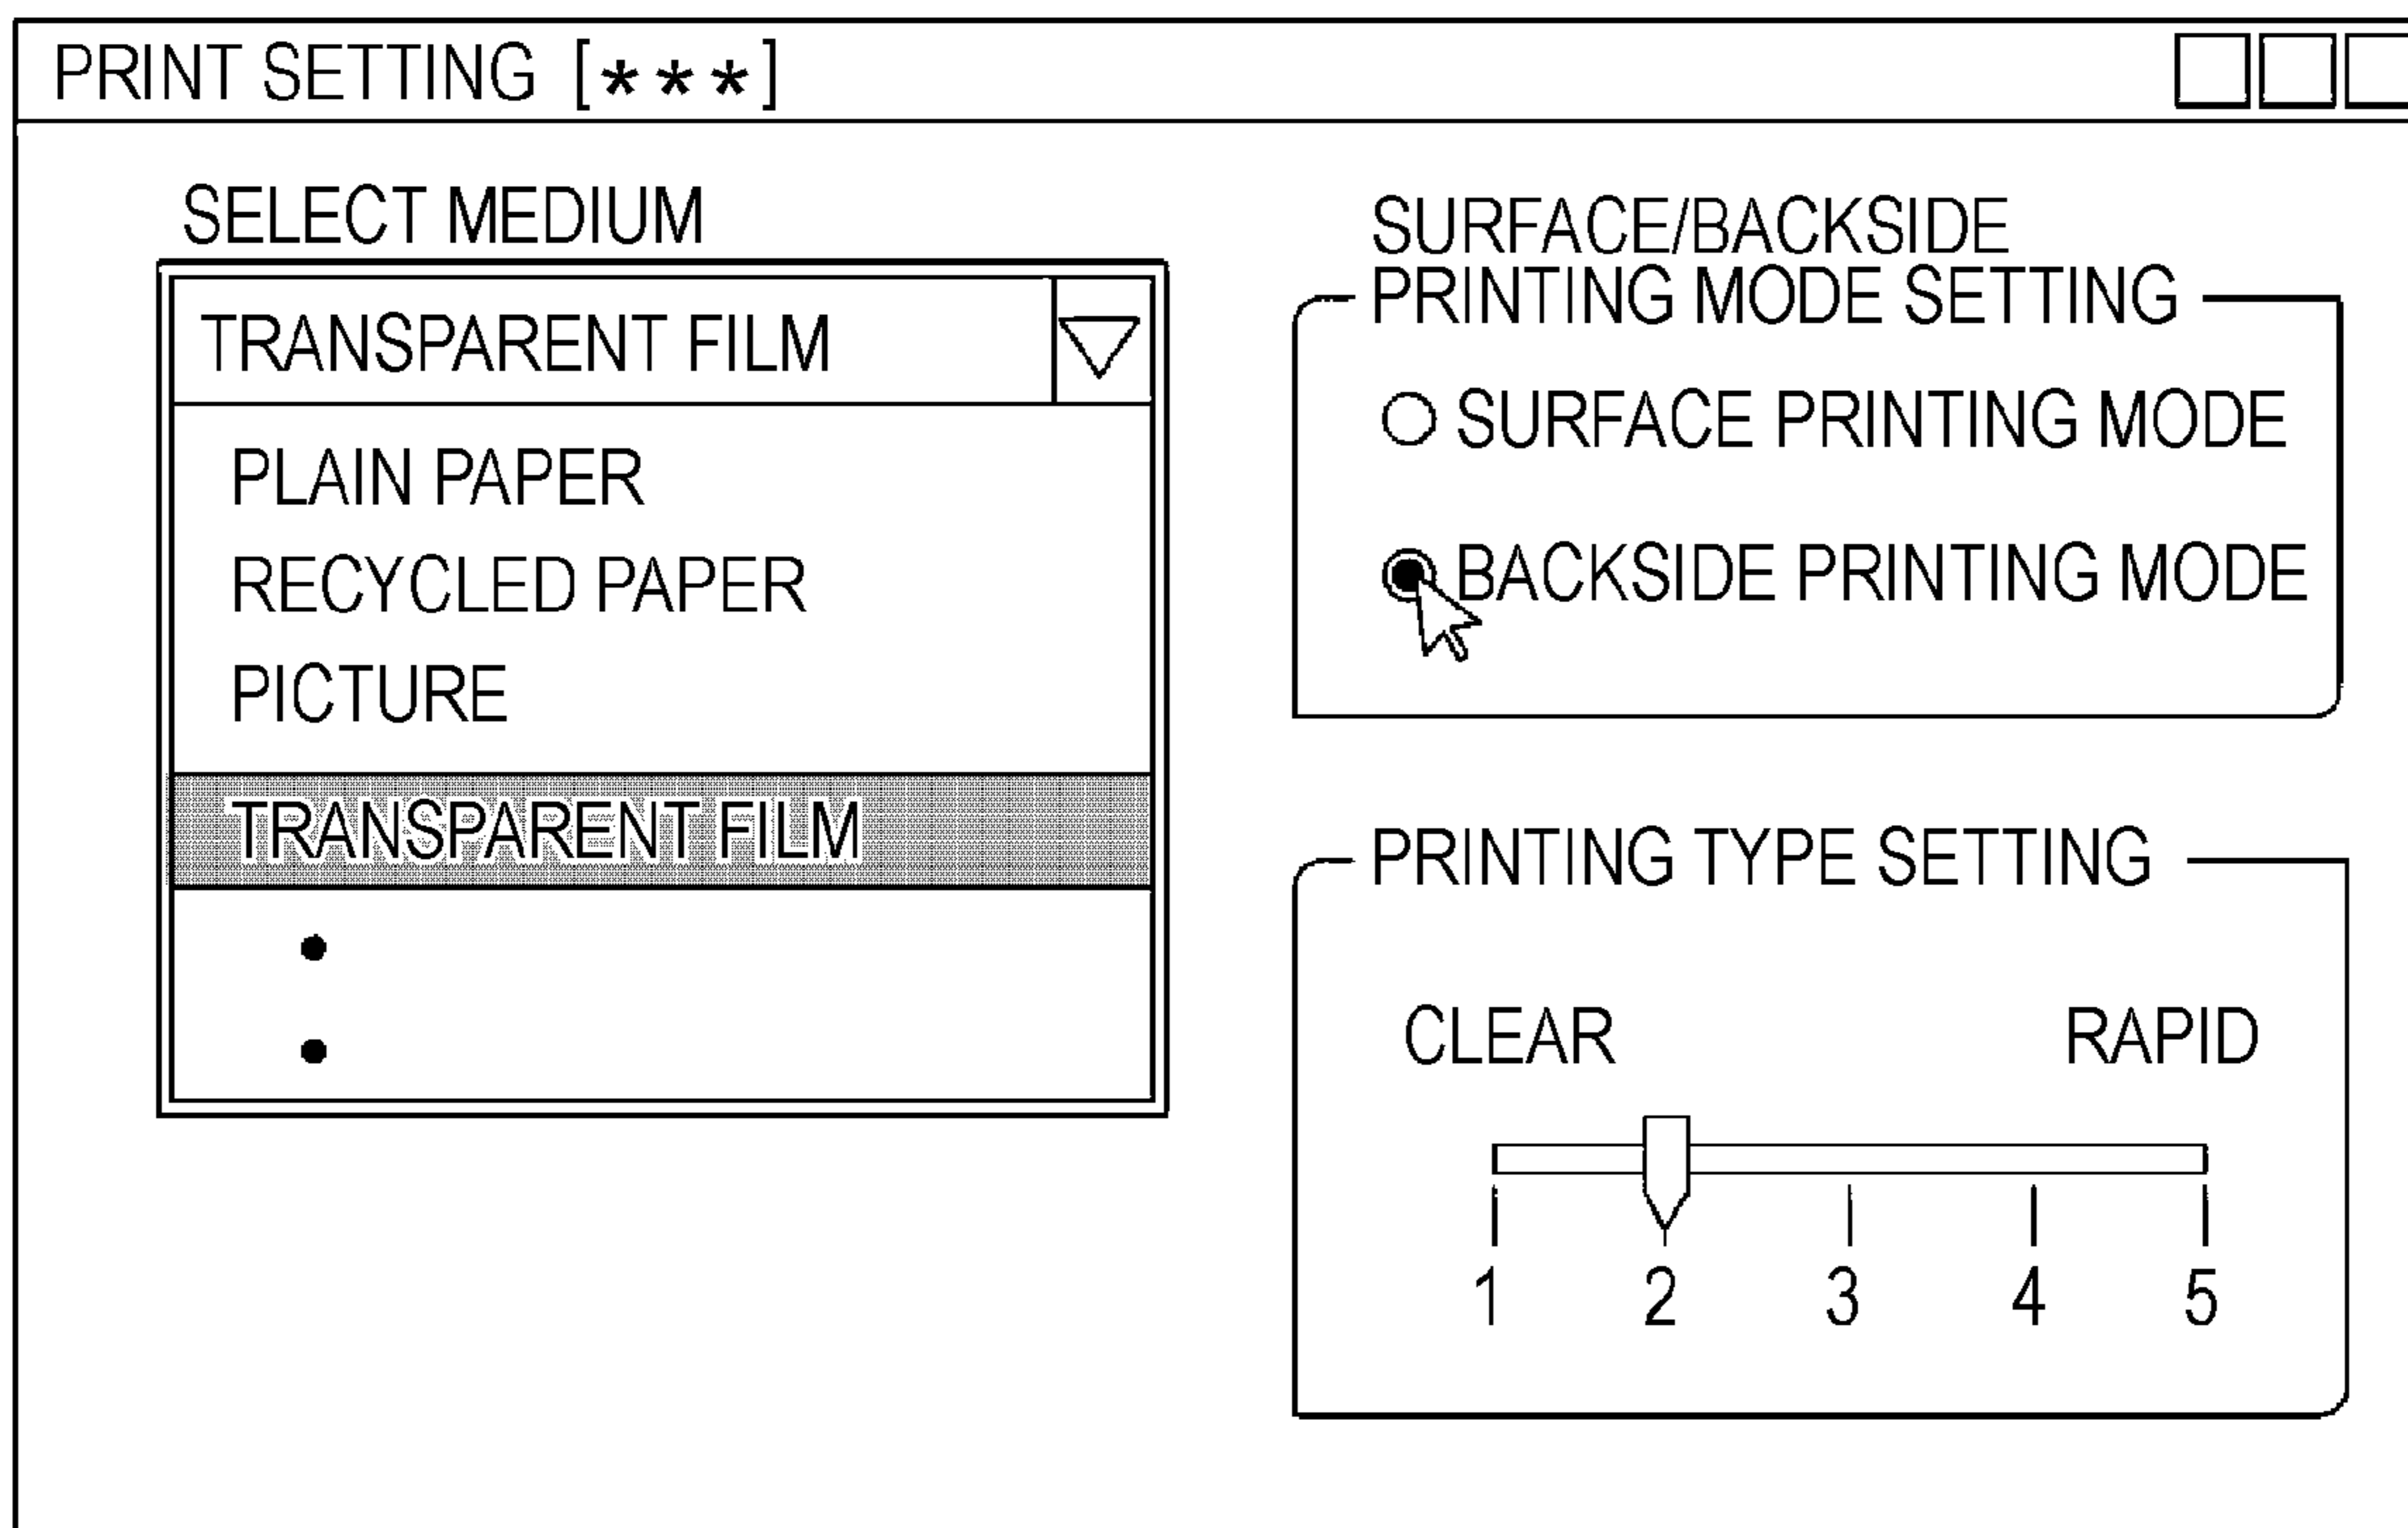 PRINT SETTING [***]
SELECT MEDIUM
TRANSPARENT FILM
PLAIN PAPER
RECYCLED PAPER
PICTURE
TRANSPARENT FILM
SURFACE/BACKSIDE
PRINTING MODE SETTING
SURFACE PRINTING MODE
BACKSIDE PRINTING MODE
PRINTING TYPE SETTING
CLEAR RAPID
1 2 3 4 5